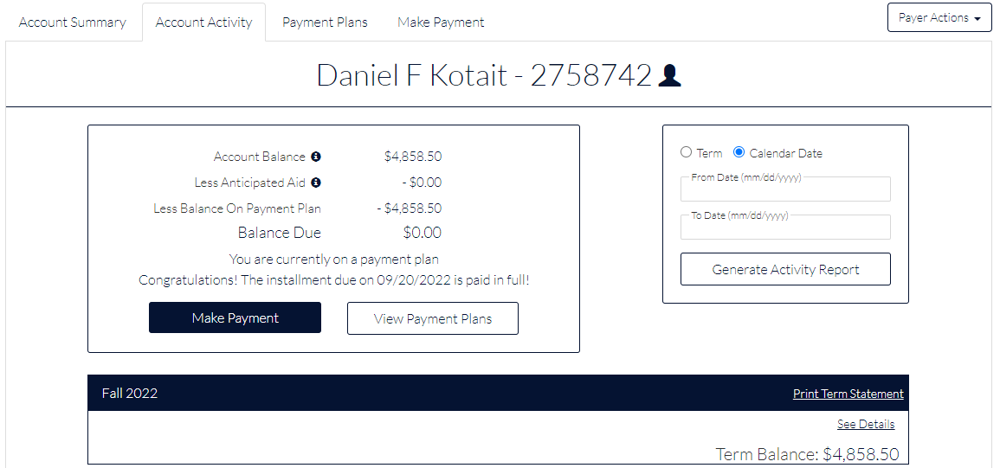 Account Summary Account Activity Payment Plans Make Payment Payer Actions
Daniel F Kotait - 2758742
Account Balance $4,858.50
Less Anticipated Aid - $0.00
Less Balance On Payment Plan - $4,858.50
Balance Due $0.00
You are currently on a payment plan
Congratulations! The installment due on 09/20/2022 is paid in full!
Make Payment View Payment Plans
Term Calendar Date
From Date (mm/dd/yyyy)
To Date (mm/dd/yyyy)
Generate Activity Report
Fall 2022 Print Term Statement
See Details
Term Balance: $4,858.50